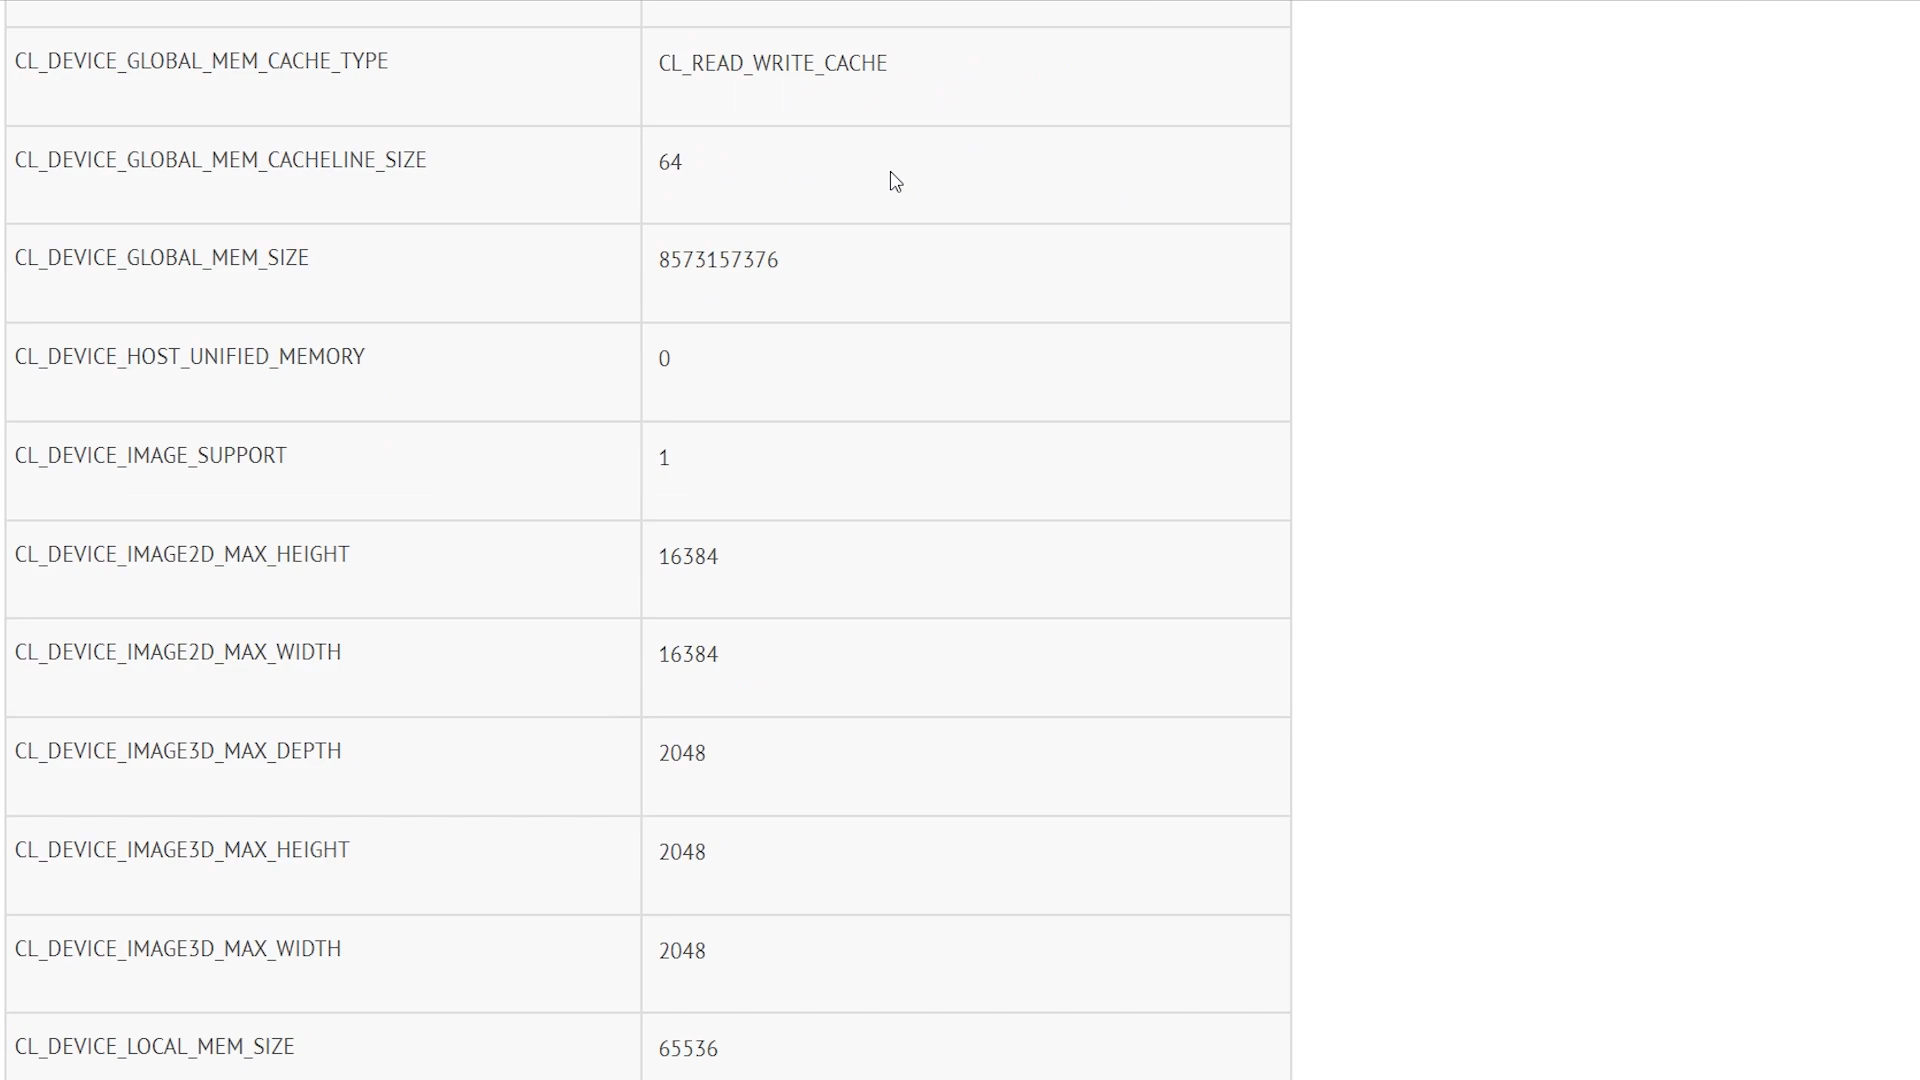 CL_DEVICE_GLOBAL_MEM_CACHE_TYPE CL_READ_WRITE_CACHE
CL_DEVICE_GLOBAL_MEM_CACHELINE_SIZE 64
CL_DEVICE_GLOBAL_MEM_SIZE 8573157376
CL_DEVICE_HOST_UNIFIED_MEMORY 0
CL_DEVICE_IMAGE_SUPPORT 1
CL_DEVICE_IMAGE2D_MAX_HEIGHT 16384
CL_DEVICE_IMAGE2D_MAX_WIDTH 16384
CL_DEVICE_IMAGE3D_MAX_DEPTH 2048
CL_DEVICE_IMAGE3D_MAX_HEIGHT 2048
CL_DEVICE_IMAGE3D_MAX_WIDTH 2048
CL_DEVICE_LOCAL_MEM_SIZE 65536